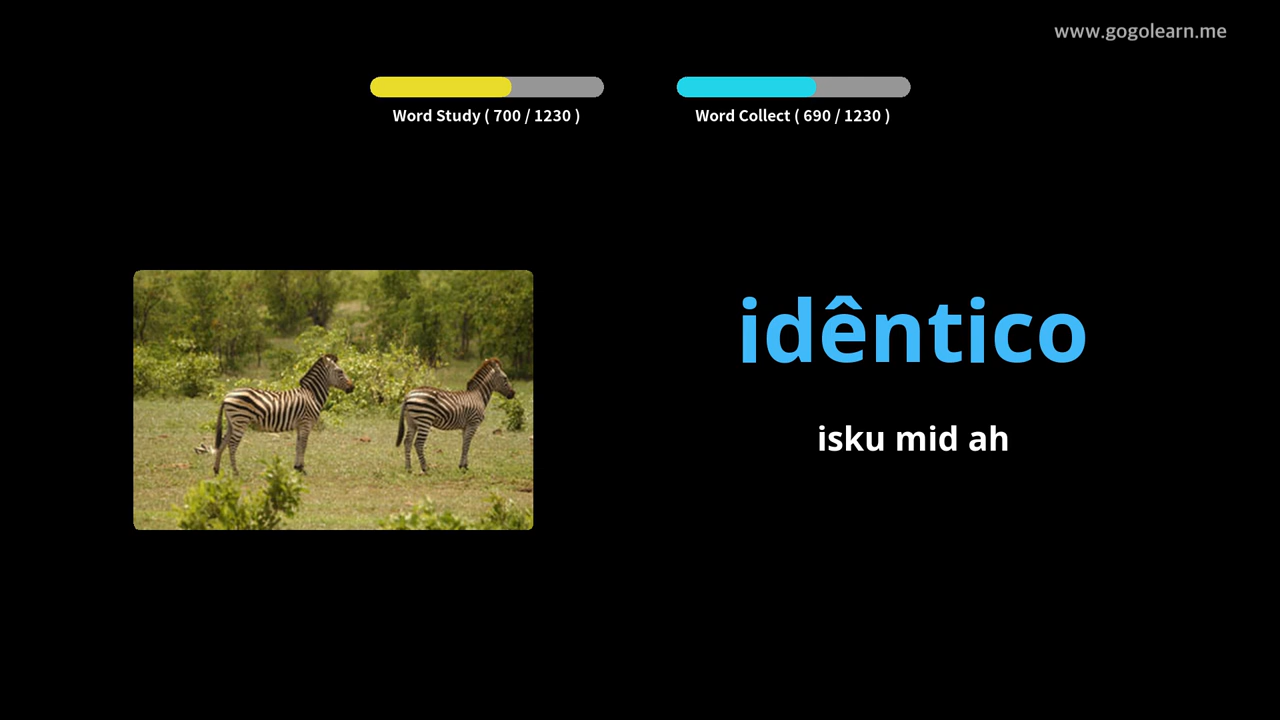 www.gogolearn.me
Word Study ( 700 / 1230 )
Word Collect ( 690 / 1230 )
idêntico
isku mid ah